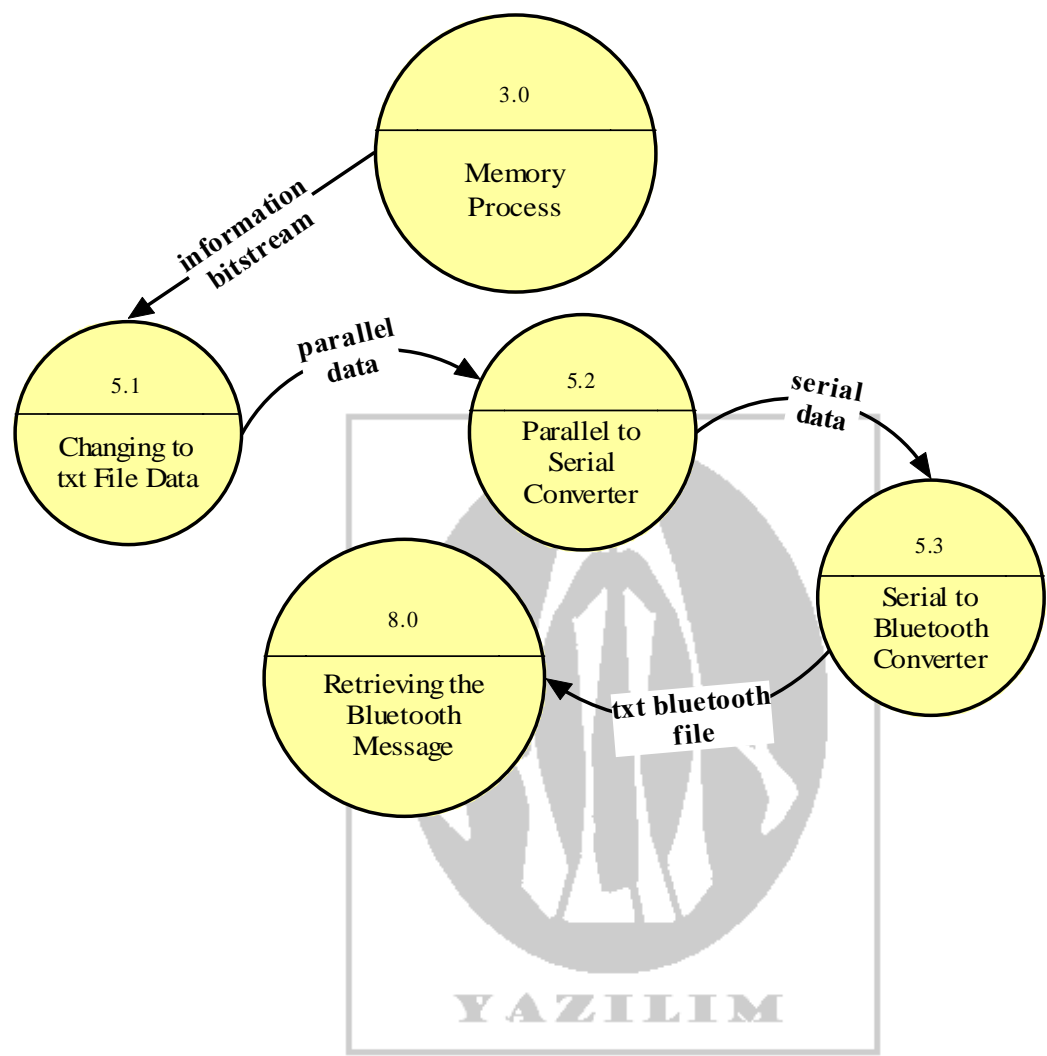 3.0
Memory
Process
information
bitstream
5.1
Changing to
txt File Data
parallel
data
5.2
Parallel to
Serial
Converter
serial
data
5.3
Serial to
Bluetooth
Converter
txt bluetooth
file
8.0
Retrieving the
Bluetooth
Message
YAZILIM